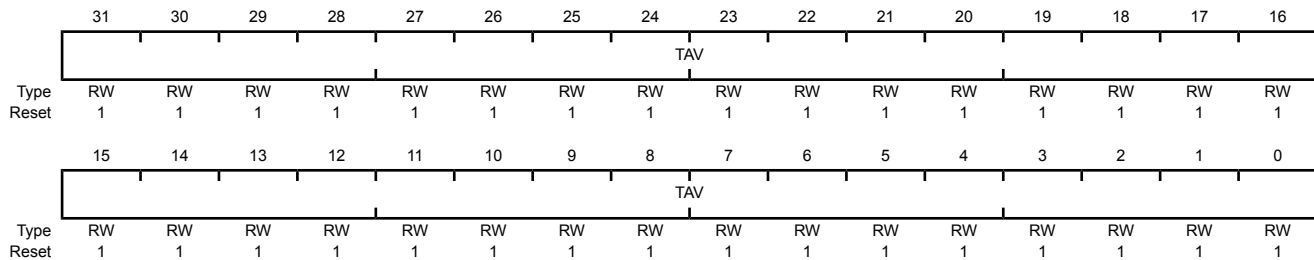 31 30 29 28 27 26 25 24 23 22 21 20 19 18 17 16
TAV
Type RW RW RW RW RW RW RW RW RW RW RW RW RW RW RW RW
Reset 1 1 1 1 1 1 1 1 1 1 1 1 1 1 1 1
15 14 13 12 11 10 9 8 7 6 5 4 3 2 1 0
TAV
Type RW RW RW RW RW RW RW RW RW RW RW RW RW RW RW RW
Reset 1 1 1 1 1 1 1 1 1 1 1 1 1 1 1 1